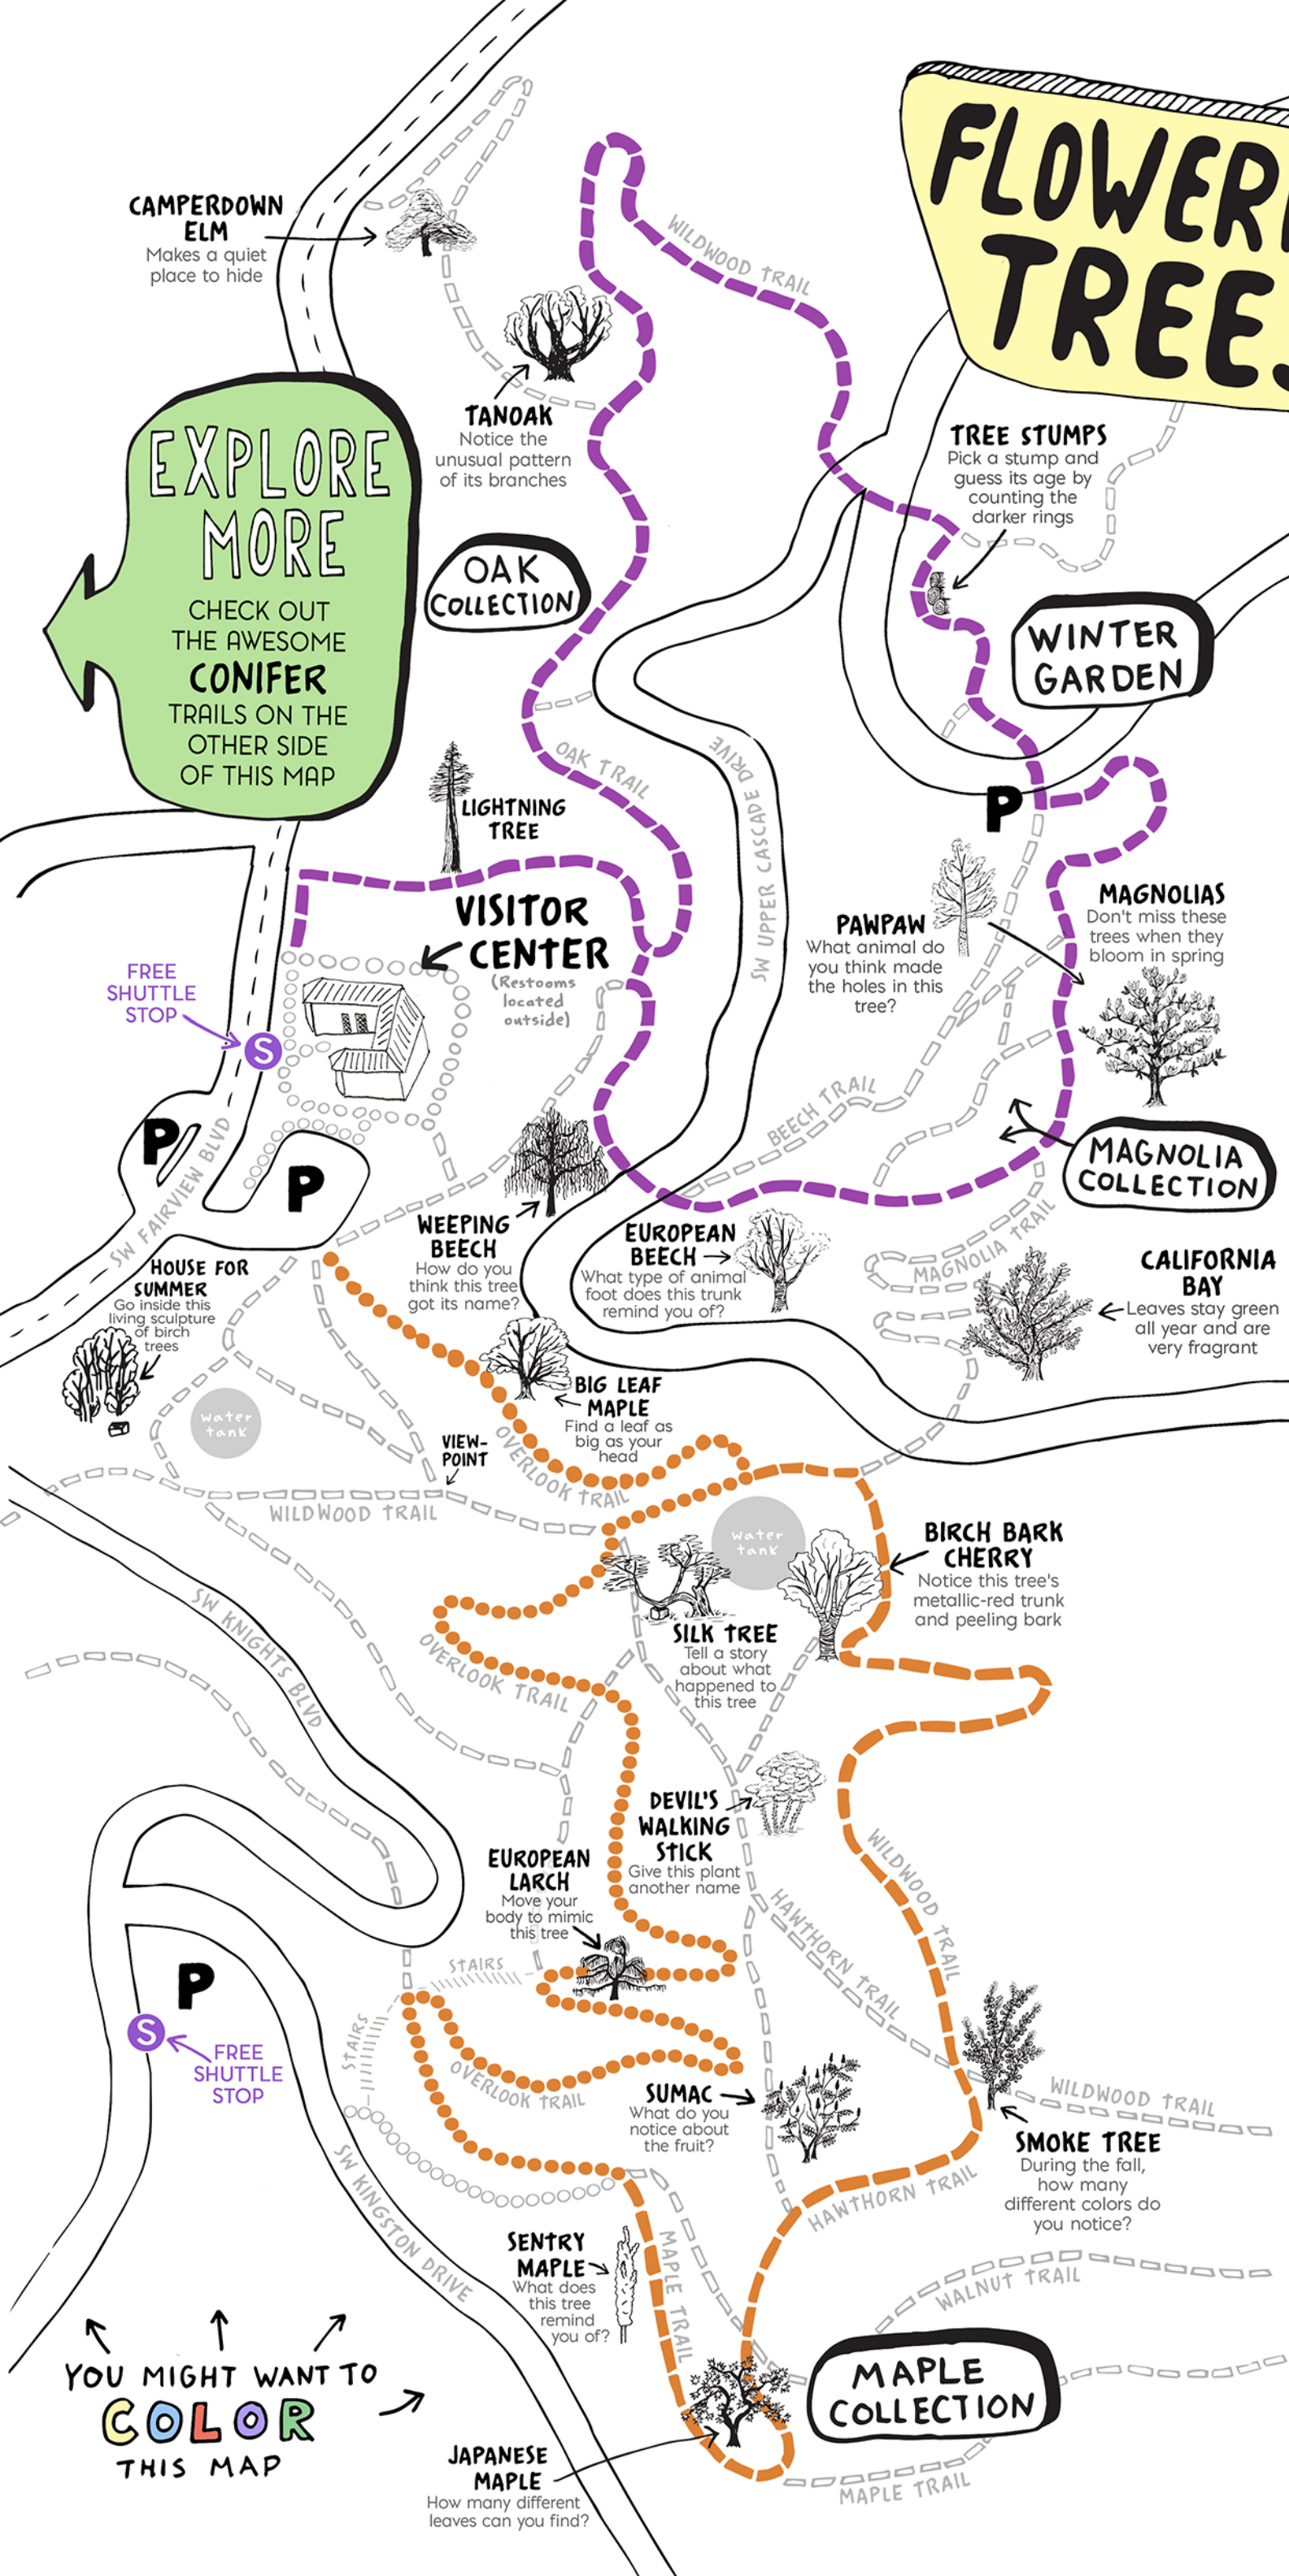 FLOWER
TREE
CAMPERDOWN
ELM
Makes a quiet
place to hide
WILDWOOD TRAIL
TANOAK
Notice the
unusual pattern
of its branches
TREE STUMPS
Pick a stump and
guess its age by
counting the
darker rings
EXPLORE
MORE
CHECK OUT
THE AWESOME
CONIFER
TRAILS ON THE
OTHER SIDE
OF THIS MAP
OAK
COLLECTION
WINTER
GARDEN
OAK TRAIL
SW UPPER CASCADE DRIVE
LIGHTNING
TREE
P
VISITOR
CENTER
(Restooms
located
outside)
PAWPAW
What animal do
you think made
the holes in this
tree?
MAGNOLIAS
Don't miss these
trees when they
bloom in spring
FREE
SHUTTLE
STOP
S
P
P
SW FAIRVIEW BLVD
BEECH TRAIL
MAGNOLIA
COLLECTION
WEEPING
BEECH
How do you
think this tree
got its name?
EUROPEAN
BEECH
What type of animal
foot does this trunk
remind you of?
MAGNOLIA TRAIL
CALIFORNIA
BAY
Leaves stay green
all year and are
very fragrant
HOUSE FOR
SUMMER
Go inside this
living sculpture
of birch
trees
water
tank
BIG LEAF
MAPLE
Find a leaf as
big as your
head
VIEW-
POINT
OVERLOOK TRAIL
WILDWOOD TRAIL
water
tank
BIRCH BARK
CHERRY
Notice this tree's
metallic-red trunk
and peeling bark
SW KNIGHTS BLVD
OVERLOOK TRAIL
SILK TREE
Tell a story
about what
happened to
this tree
DEVIL'S
WALKING
STICK
Give this plant
another name
EUROPEAN
LARCH
Move your
body to mimic
this tree
WILDWOOD TRAIL
HAWTHORN TRAIL
STAIRS
STAIRS
P
S
FREE
SHUTTLE
STOP
OVERLOOK TRAIL
SUMAC
What do you
notice about
the fruit?
WILDWOOD TRAIL
SMOKE TREE
During the fall,
how many
different colors do
you notice?
HAWTHORN TRAIL
SW KINGSTON DRIVE
SENTRY
MAPLE
What does
this tree
remind
you of?
MAPLE TRAIL
WALNUT TRAIL
YOU MIGHT WANT TO
COLOR
THIS MAP
MAPLE
COLLECTION
JAPANESE
MAPLE
How many different
leaves can you find?
MAPLE TRAIL